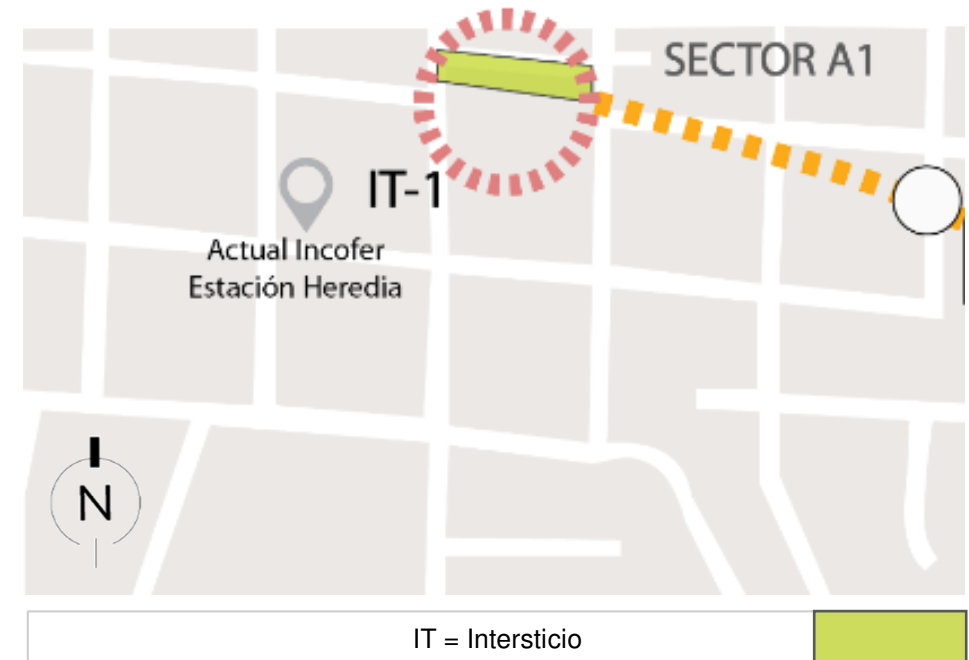 SECTOR A1
IT-1
Actual Incofer
Estación Heredia
N
IT = Intersticio